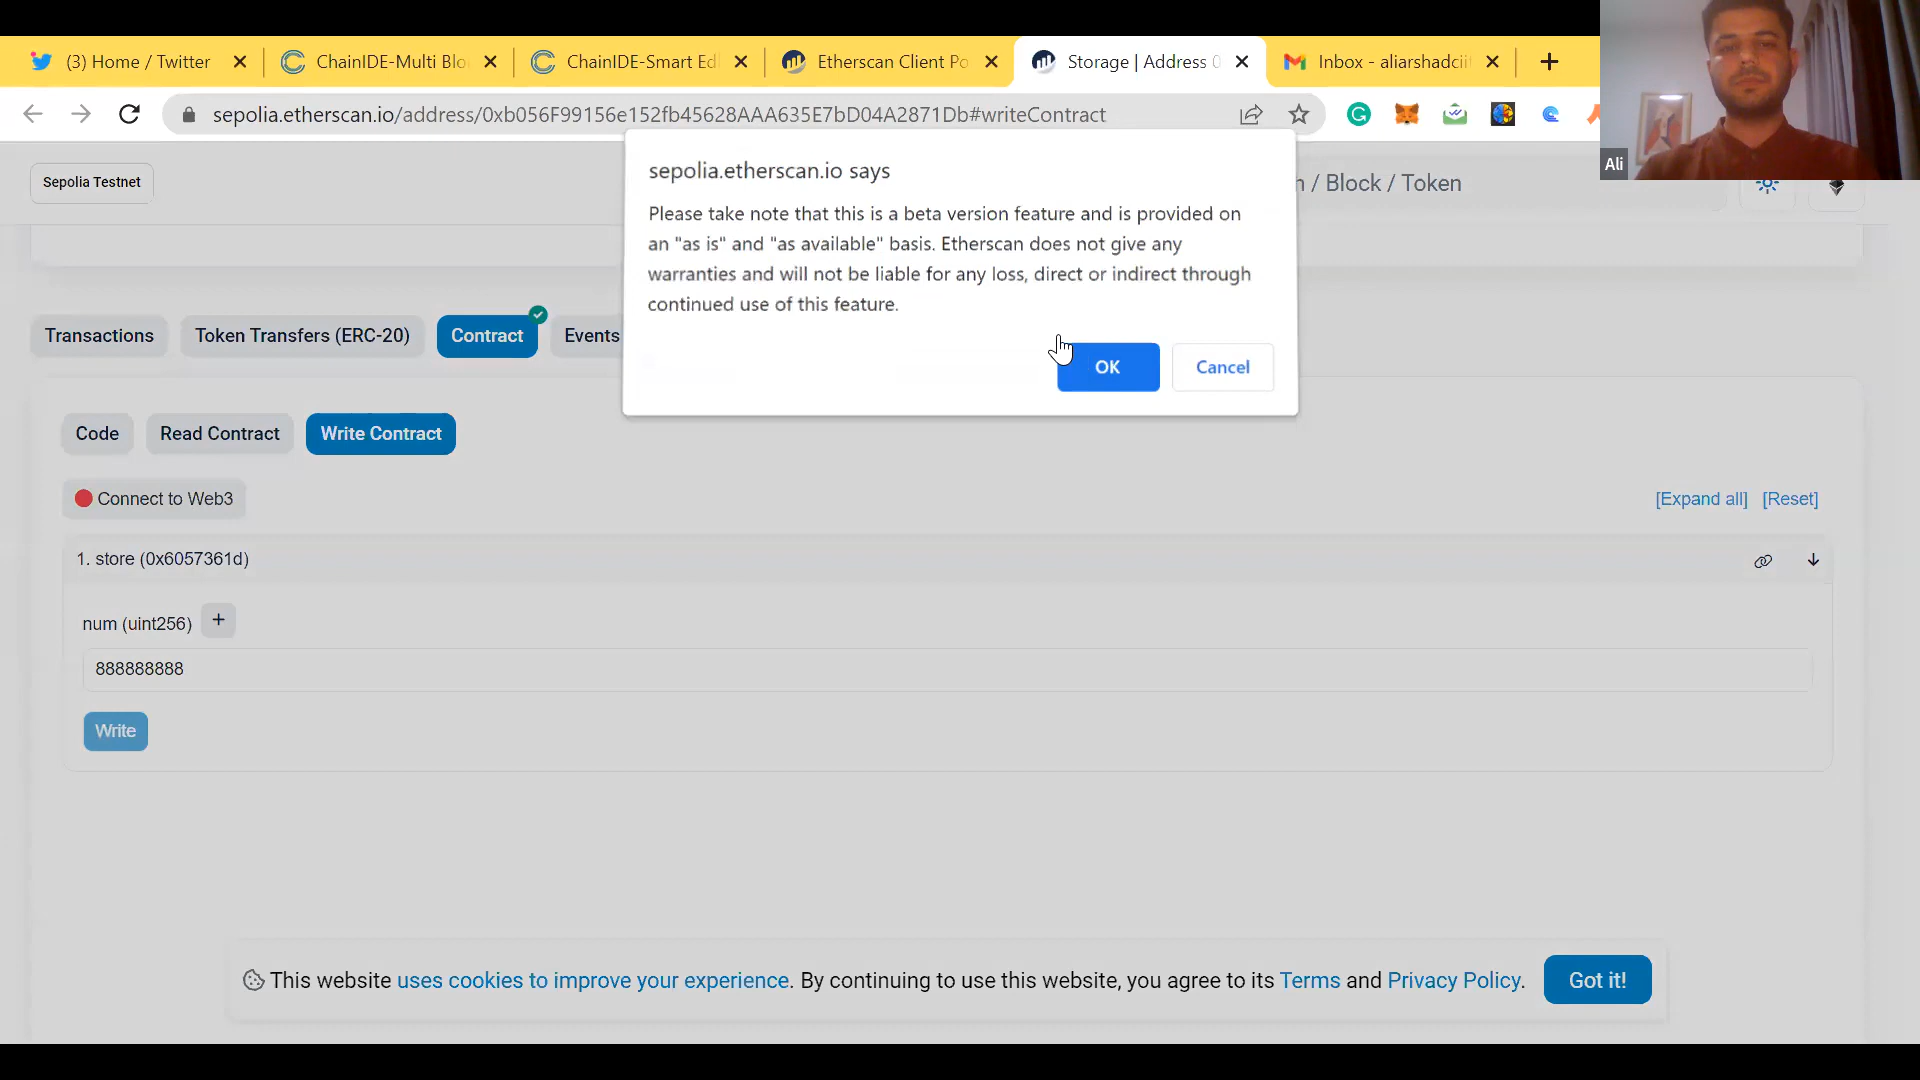 (3) Home / Twitter
ChainIDE-Multi Blo
ChainIDE-Smart Ed
Etherscan Client Po
Storage | Address 0
Inbox - aliarshadcii
sepolia.etherscan.io/address/0xb056F99156e152fb45628AAA635E7bD04A2871Db#writeContract
Ali
sepolia.etherscan.io says
Please take note that this is a beta version feature and is provided on
an "as is" and "as available" basis. Etherscan does not give any
warranties and will not be liable for any loss, direct or indirect through
continued use of this feature.
OK
Cancel
Sepolia Testnet
/ Block / Token
Transactions
Token Transfers (ERC-20)
Contract
Events
Code
Read Contract
Write Contract
Connect to Web3
[Expand all] [Reset]
1. store (0x6057361d)
num (uint256) +
888888888
Write
This website uses cookies to improve your experience. By continuing to use this website, you agree to its Terms and Privacy Policy.
Got it!